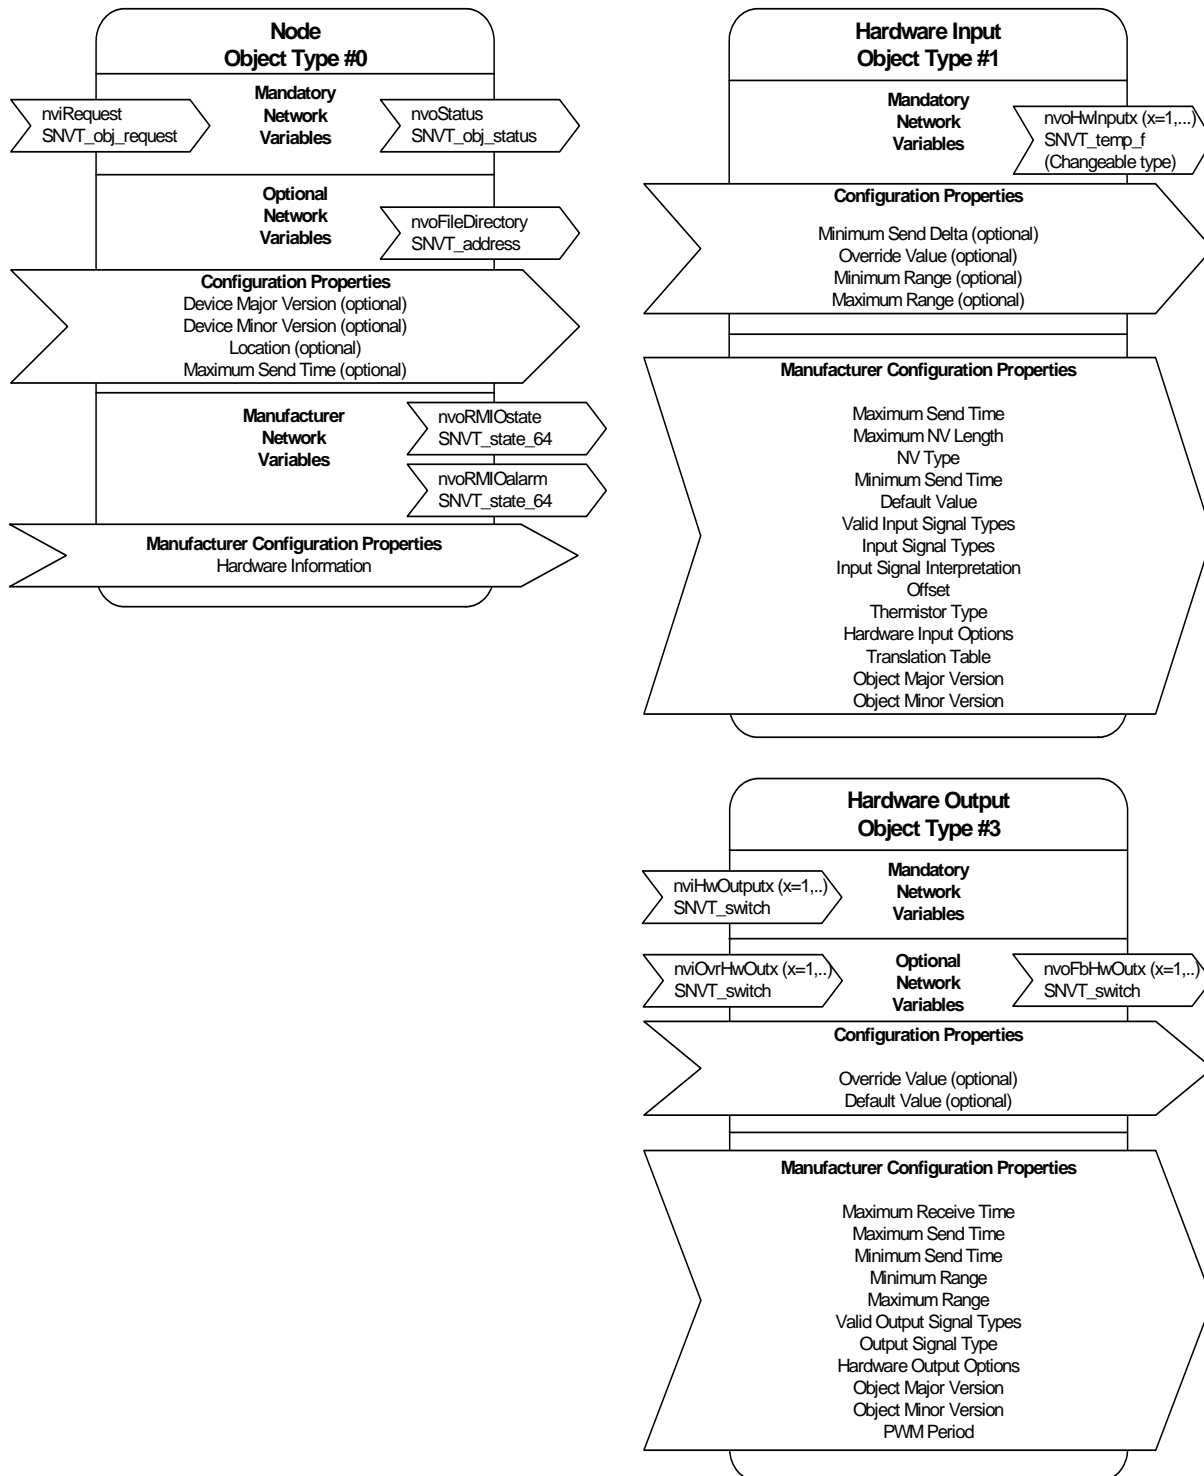 Node
Object Type #0
Mandatory
Network
Variables
nviRequest
SNVT_obj_request
nvoStatus
SNVT_obj_status
Optional
Network
Variables
nvoFileDirectory
SNVT_address
Configuration Properties
Device Major Version (optional)
Device Minor Version (optional)
Location (optional)
Maximum Send Time (optional)
Manufacturer
Network
Variables
nvoRMIOstate
SNVT_state_64
nvoRMIOalarm
SNVT_state_64
Manufacturer Configuration Properties
Hardware Information
Hardware Input
Object Type #1
Mandatory
Network
Variables
nvoHwInputx (x=1,...)
SNVT_temp_f
(Changeable type)
Configuration Properties
Minimum Send Delta (optional)
Override Value (optional)
Minimum Range (optional)
Maximum Range (optional)
Manufacturer Configuration Properties
Maximum Send Time
Maximum NV Length
NV Type
Minimum Send Time
Default Value
Valid Input Signal Types
Input Signal Types
Input Signal Interpretation
Offset
Thermistor Type
Hardware Input Options
Translation Table
Object Major Version
Object Minor Version
Hardware Output
Object Type #3
Mandatory
Network
Variables
nviHwOutputx (x=1,..)
SNVT_switch
nviOvrHwOutx (x=1,..)
SNVT_switch
Optional
Network
Variables
nvoFbHwOutx (x=1,..)
SNVT_switch
Configuration Properties
Override Value (optional)
Default Value (optional)
Manufacturer Configuration Properties
Maximum Receive Time
Maximum Send Time
Minimum Send Time
Minimum Range
Maximum Range
Valid Output Signal Types
Output Signal Type
Hardware Output Options
Object Major Version
Object Minor Version
PWM Period